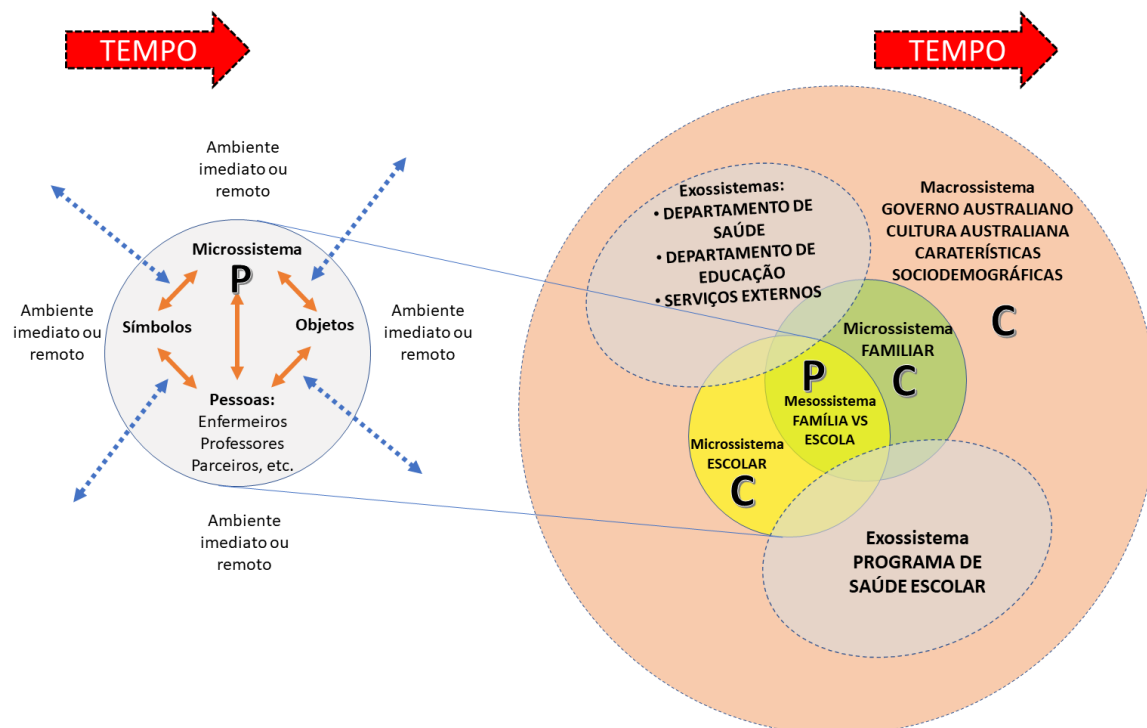 TEMPO
TEMPO
Ambiente
imediato ou
remoto
Microssistema
P
Ambiente
imediato ou
remoto
Símbolos
Objetos
Ambiente
imediato ou
remoto
Pessoas:
Enfermeiros
Professores
Parceiros, etc.
Ambiente
imediato ou
remoto
Exossistemas:
• DEPARTAMENTO DE
SAÚDE
• DEPARTAMENTO DE
EDUCAÇÃO
• SERVIÇOS EXTERNOS
Macrossistema
GOVERNO AUSTRALIANO
CULTURA AUSTRALIANA
CARATERÍSTICAS
SOCIODEMOGRÁFICAS
C
Microssistema
FAMILIAR
C
P
Mesossistema
FAMÍLIA VS
ESCOLA
Microssistema
ESCOLAR
C
Exossistema
PROGRAMA DE
SAÚDE ESCOLAR